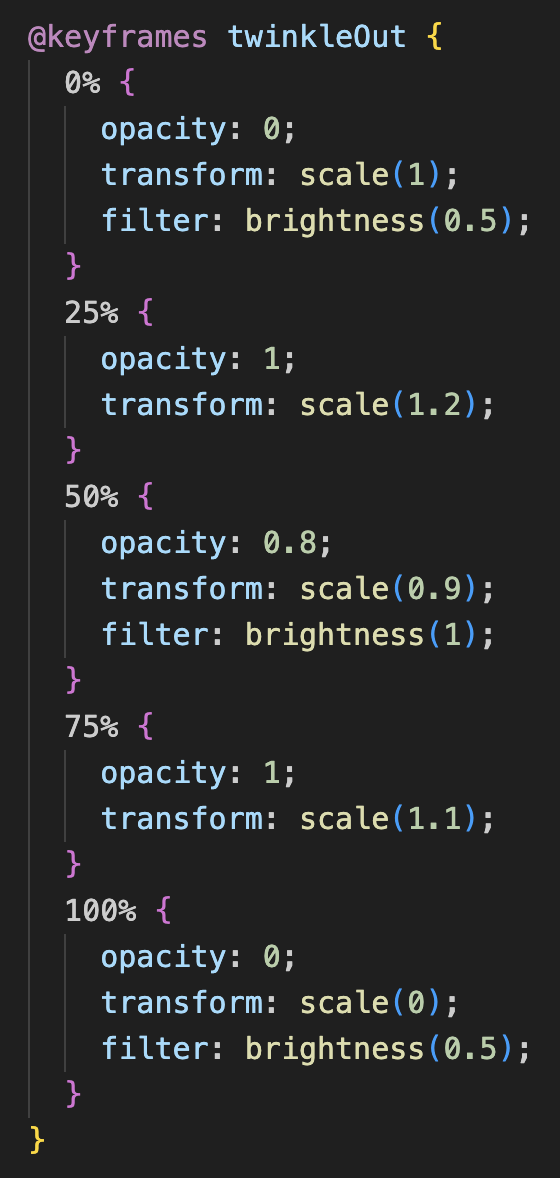 @keyframes twinkleOut {
  0% {
    opacity: 0;
    transform: scale(1);
    filter: brightness(0.5);
  }
  25% {
    opacity: 1;
    transform: scale(1.2);
  }
  50% {
    opacity: 0.8;
    transform: scale(0.9);
    filter: brightness(1);
  }
  75% {
    opacity: 1;
    transform: scale(1.1);
  }
  100% {
    opacity: 0;
    transform: scale(0);
    filter: brightness(0.5);
  }
}